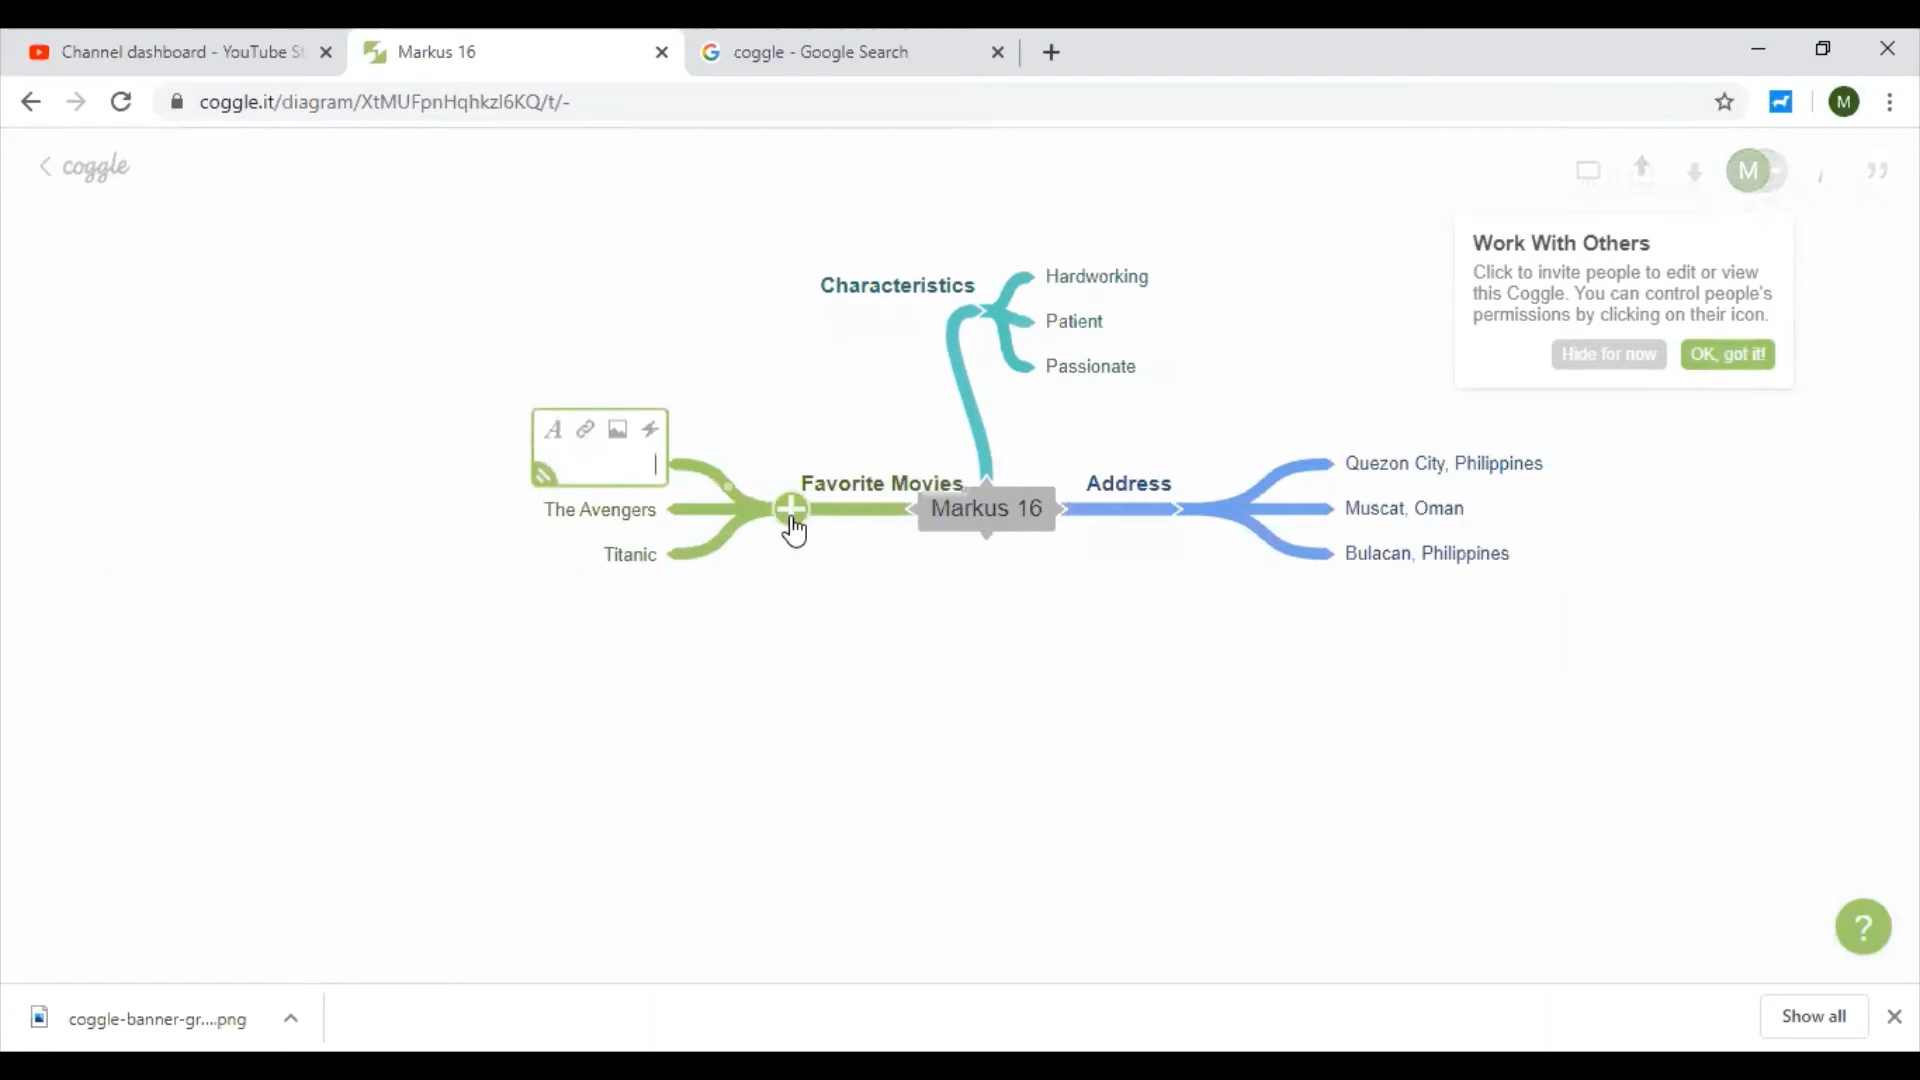 Channel dashboard - YouTube St
Markus 16
coggle - Google Search
coggle.it/diagram/XtMUFpnHqhkzl6KQ/t/-
M
coggle
M
Work With Others
Click to invite people to edit or view
this Coggle. You can control people's
permissions by clicking on their icon.
Hide for now
OK, got it!
Characteristics
Hardworking
Patient
Passionate
A
Favorite Movies
Markus 16
The Avengers
Titanic
Address
Quezon City, Philippines
Muscat, Oman
Bulacan, Philippines
?
coggle-banner-gr....png
Show all